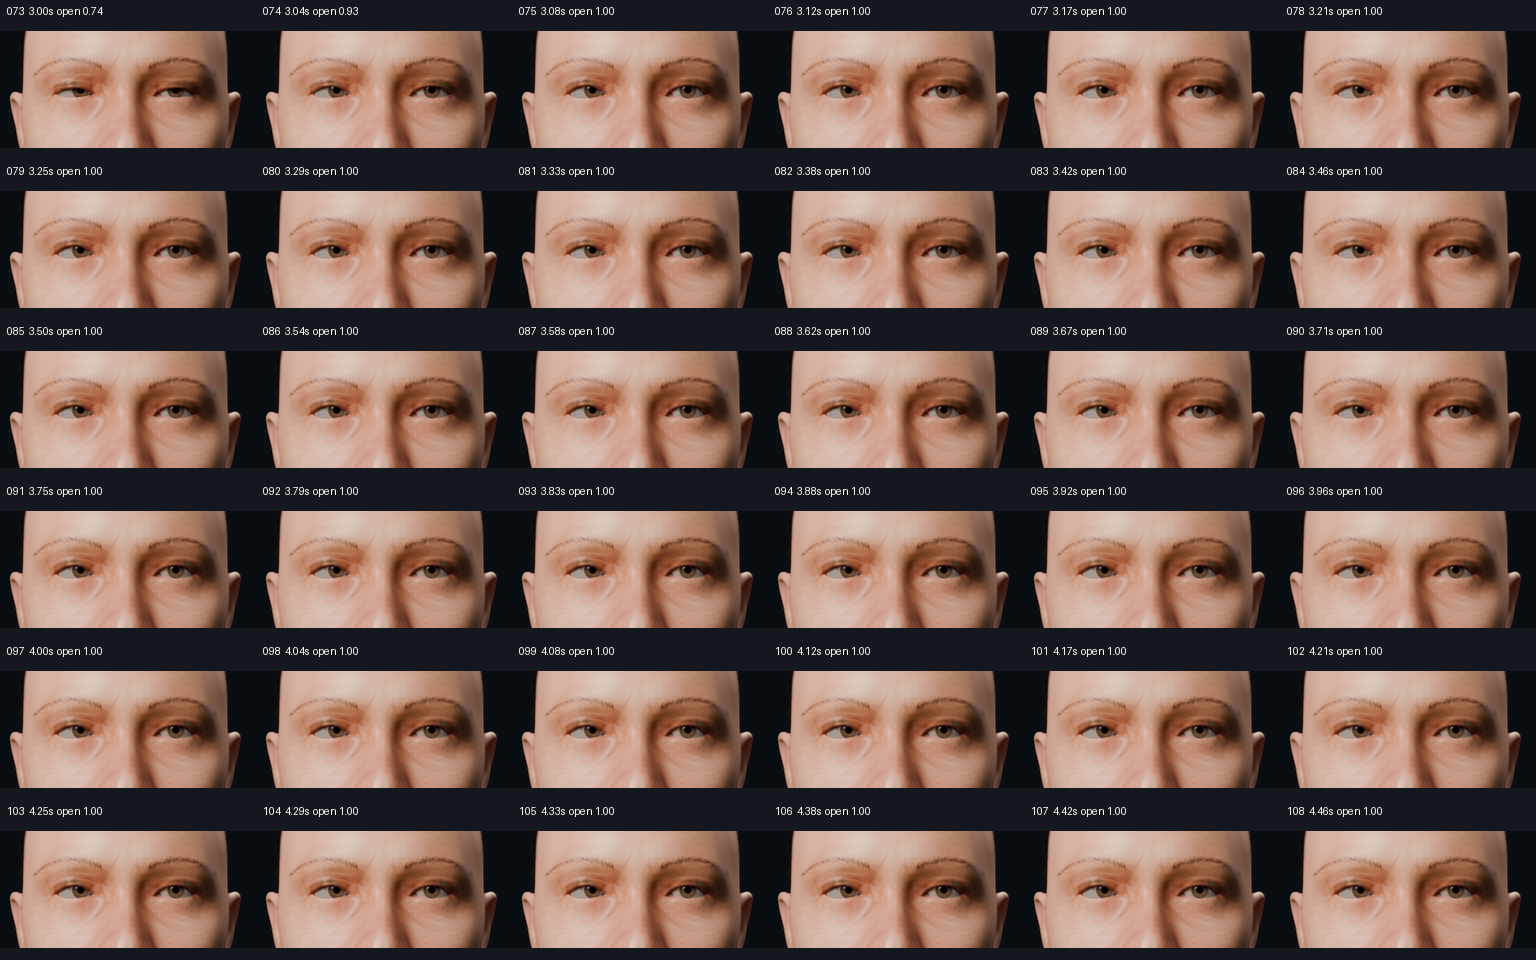 073 3.00s open 0.74
074 3.04s open 0.93
075 3.08s open 1.00
076 3.12s open 1.00
077 3.17s open 1.00
078 3.21s open 1.00
079 3.25s open 1.00
080 3.29s open 1.00
081 3.33s open 1.00
082 3.38s open 1.00
083 3.42s open 1.00
084 3.46s open 1.00
085 3.50s open 1.00
086 3.54s open 1.00
087 3.58s open 1.00
088 3.62s open 1.00
089 3.67s open 1.00
090 3.71s open 1.00
091 3.75s open 1.00
092 3.79s open 1.00
093 3.83s open 1.00
094 3.88s open 1.00
095 3.92s open 1.00
096 3.96s open 1.00
097 4.00s open 1.00
098 4.04s open 1.00
099 4.08s open 1.00
100 4.12s open 1.00
101 4.17s open 1.00
102 4.21s open 1.00
103 4.25s open 1.00
104 4.29s open 1.00
105 4.33s open 1.00
106 4.38s open 1.00
107 4.42s open 1.00
108 4.46s open 1.00